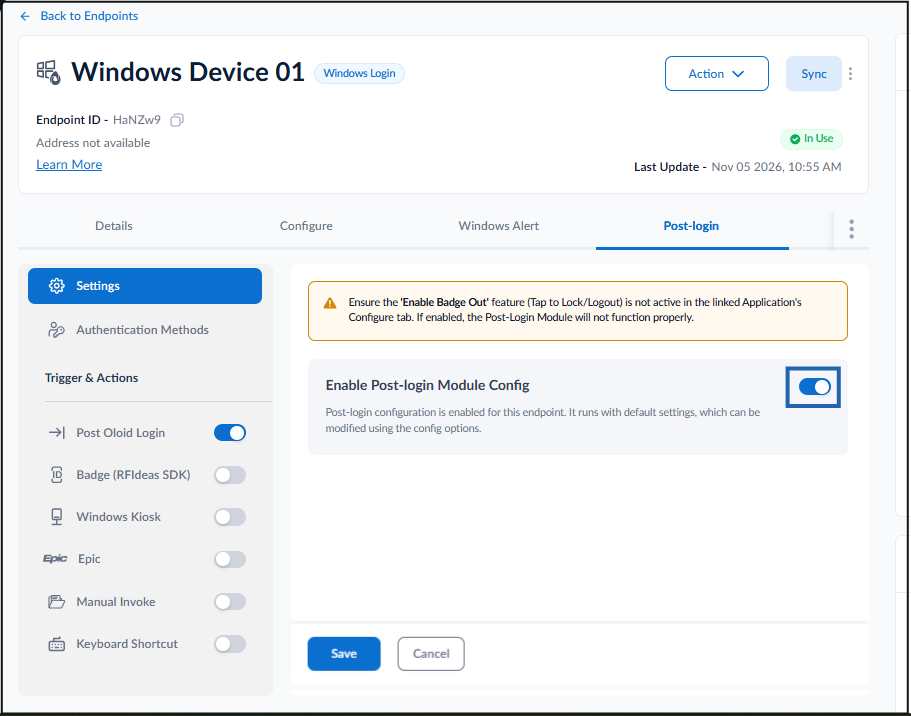 Back to Endpoints
Windows Device 01
Windows Login
Action
Sync
Endpoint ID - HaNZw9
Address not available
Learn More
In Use
Last Update - Nov 05 2026, 10:55 AM
Details
Configure
Windows Alert
Post-login
Settings
Authentication Methods
Trigger & Actions
Post Oloid Login
Badge (RFIdeas SDK)
Windows Kiosk
Epic Epic
Manual Invoke
Keyboard Shortcut
Ensure the 'Enable Badge Out' feature (Tap to Lock/Logout) is not active in the linked Application's
Configure tab. If enabled, the Post-Login Module will not function properly.
Enable Post-login Module Config
Post-login configuration is enabled for this endpoint. It runs with default settings, which can be
modified using the config options.
Save
Cancel